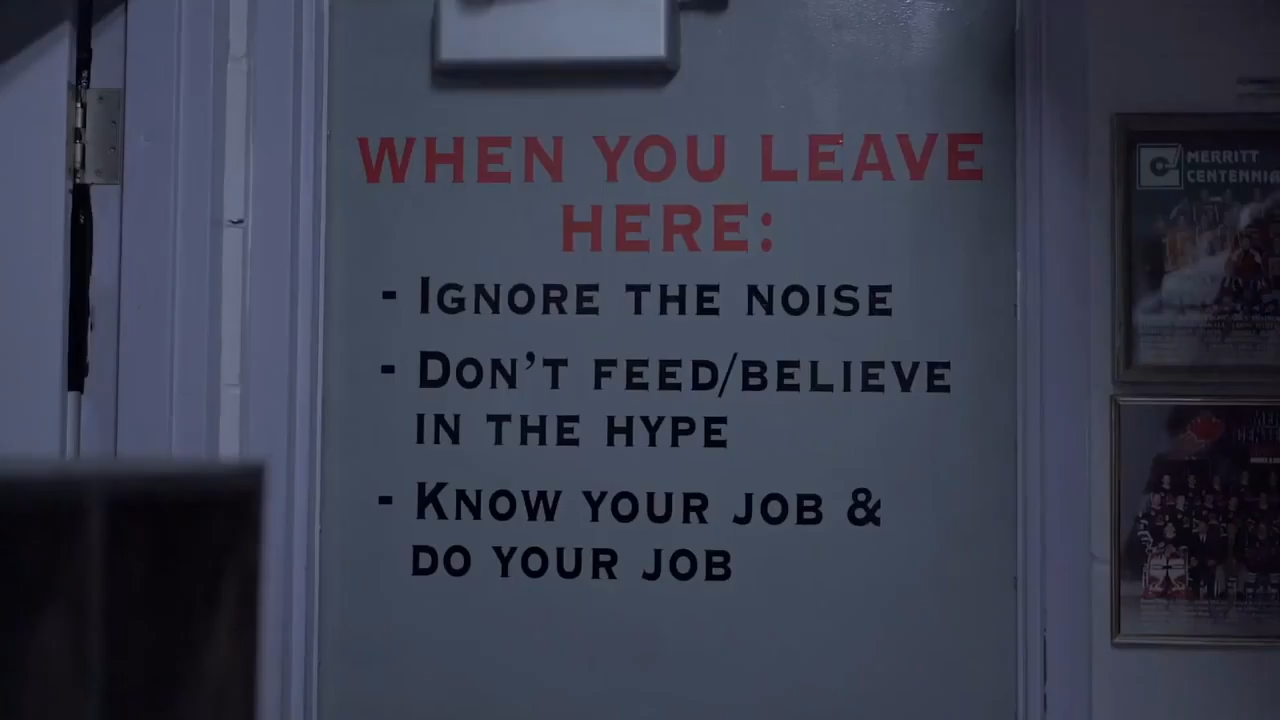 WHEN YOU LEAVE
HERE:
- IGNORE THE NOISE
- DON'T FEED/BELIEVE
IN THE HYPE
- KNOW YOUR JOB &
DO YOUR JOB
MERRITT